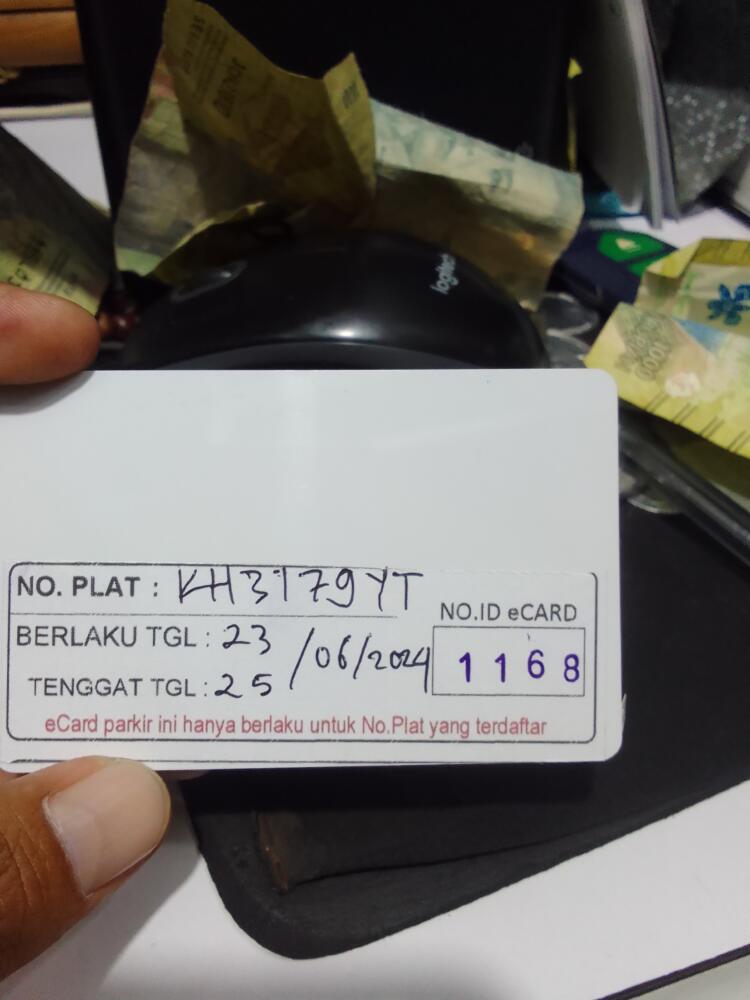 logitech
1000
NO. PLAT : KH3179YT
NO.ID eCARD
BERLAKU TGL : 23 /06/2024
1168
TENGGAT TGL : 25
eCard parkir ini hanya berlaku untuk No.Plat yang terdaftar